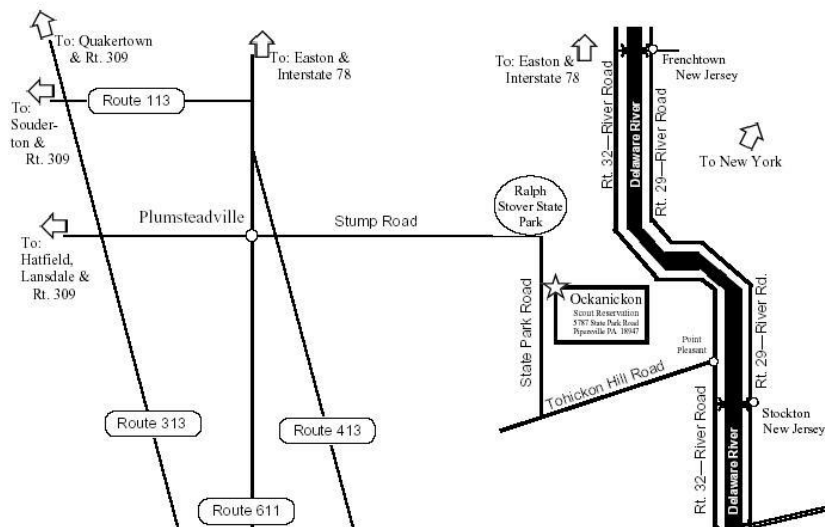 To: Quakertown
& Rt. 309
To: Easton &
Interstate 78
To: Easton &
Interstate 78
Frenchtown
New Jersey
Route 113
To:
Souder-
ton &
Rt. 309
Rt. 32—River Road
Delaware River
Rt. 29—River Road
To New York
Ralph
Stover State
Park
Plumsteadville
Stump Road
To:
Hatfield,
Lansdale &
Rt. 309
State Park Road
Ockanickon
Scout Reservation
5787 State Park Road
Pipersville PA 18947
Rt. 29—River Rd.
Point
Pleasant
Tohickon Hill Road
Route 313
Route 413
Stockton
New Jersey
Rt. 32—River Road
Delaware River
Route 611